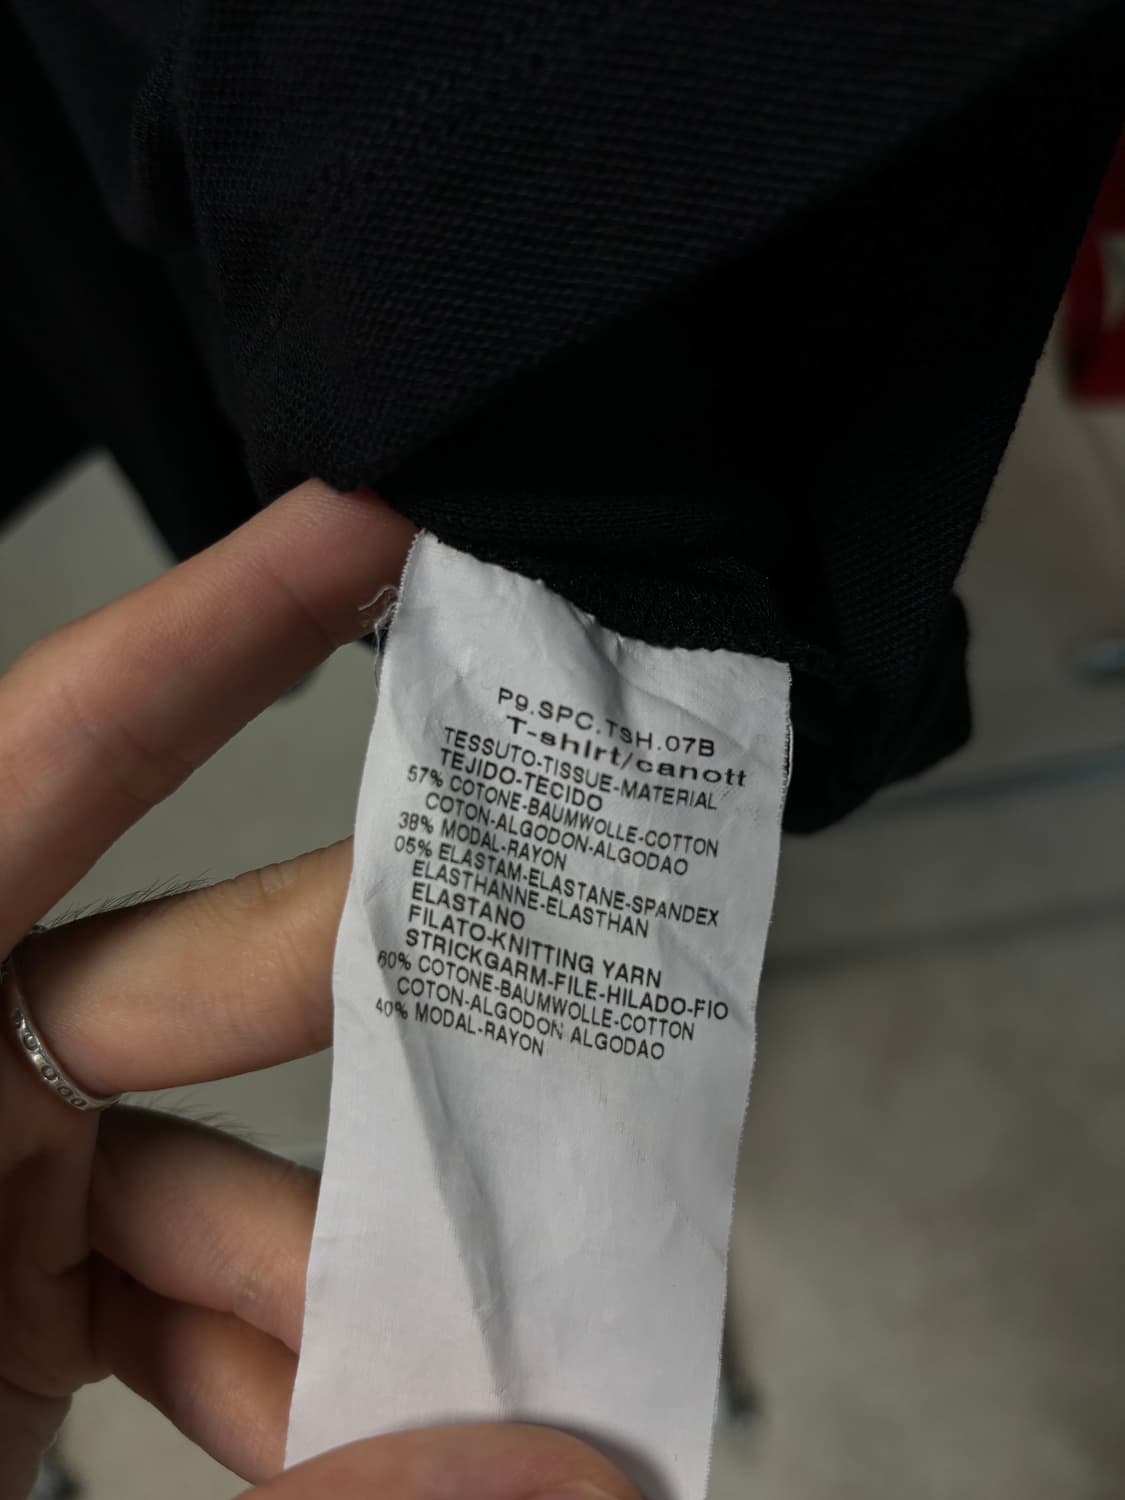 P9.SPC.TSH.07B
T-shirt/canott
TESSUTO-TISSUE-MATERIAL
TEJIDO-TECIDO
57% COTONE-BAUMWOLLE-COTTON
COTON-ALGODON-ALGODAO
38% MODAL-RAYON
05% ELASTAM-ELASTANE-SPANDEX
ELASTHANNE-ELASTHAN
ELASTANO
FILATO-KNITTING YARN
STRICKGARM-FILE-HILADO-FIO
60% COTONE-BAUMWOLLE-COTTON
COTON-ALGODON ALGODAO
40% MODAL-RAYON